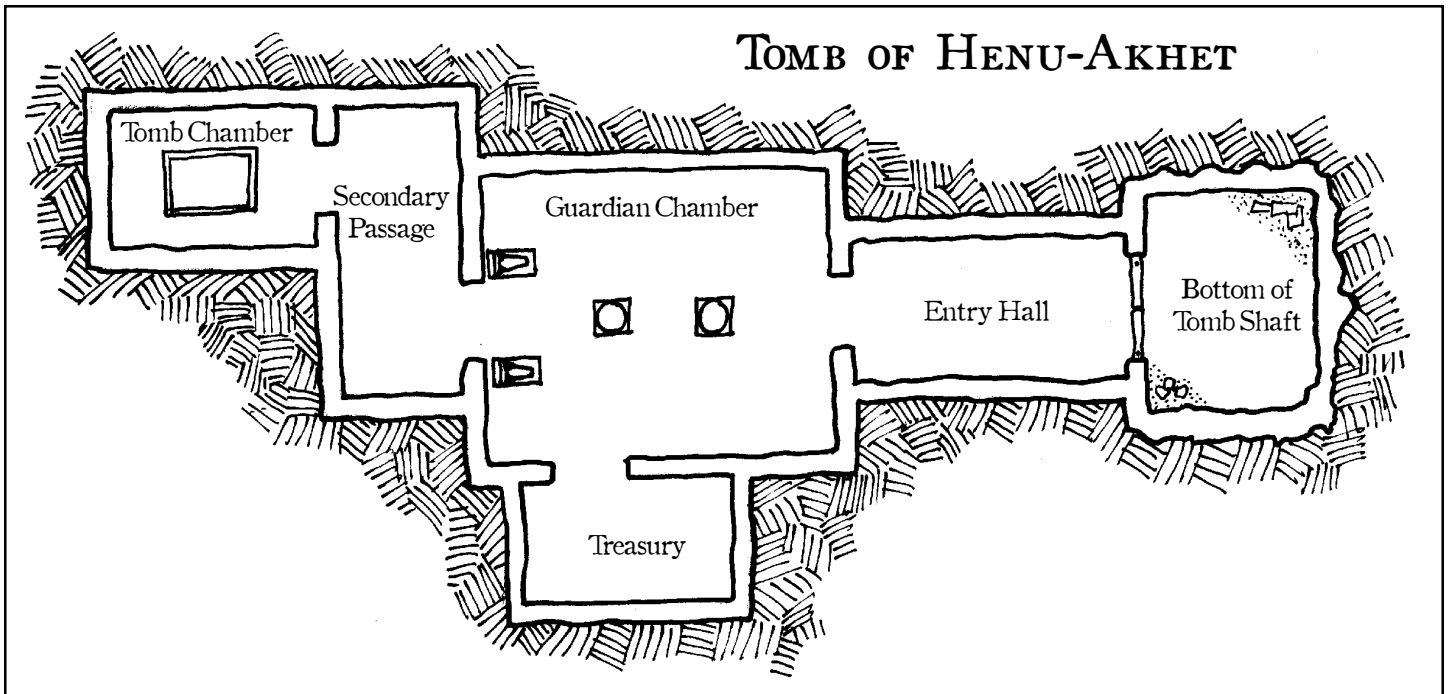 Tomb of Henu-Akhet
Tomb Chamber
Secondary
Passage
Guardian Chamber
Entry Hall
Bottom of
Tomb Shaft
Treasury